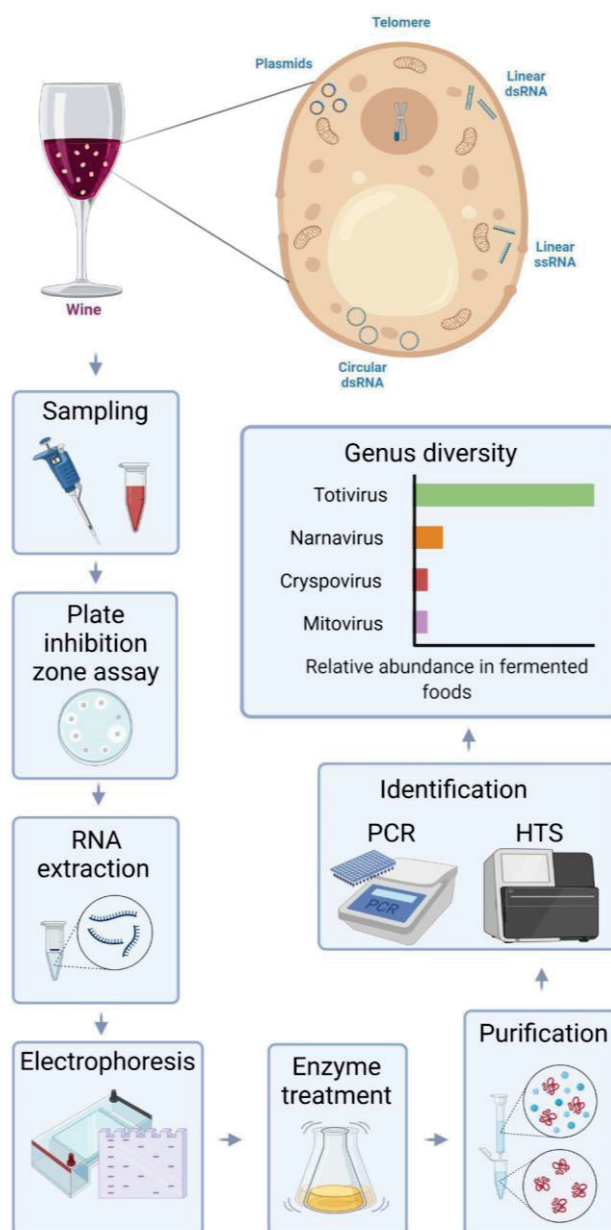 Telomere
Plasmids
Linear
dsRNA
Linear
ssRNA
Wine
Circular
dsRNA
Sampling
Plate
inhibition
zone assay
RNA
extraction
Electrophoresis
Enzyme
treatment
Purification
Identification
PCR
HTS
PCR
Genus diversity
Totivirus
Narnavirus
Cryspovirus
Mitovirus
Relative abundance in fermented
foods